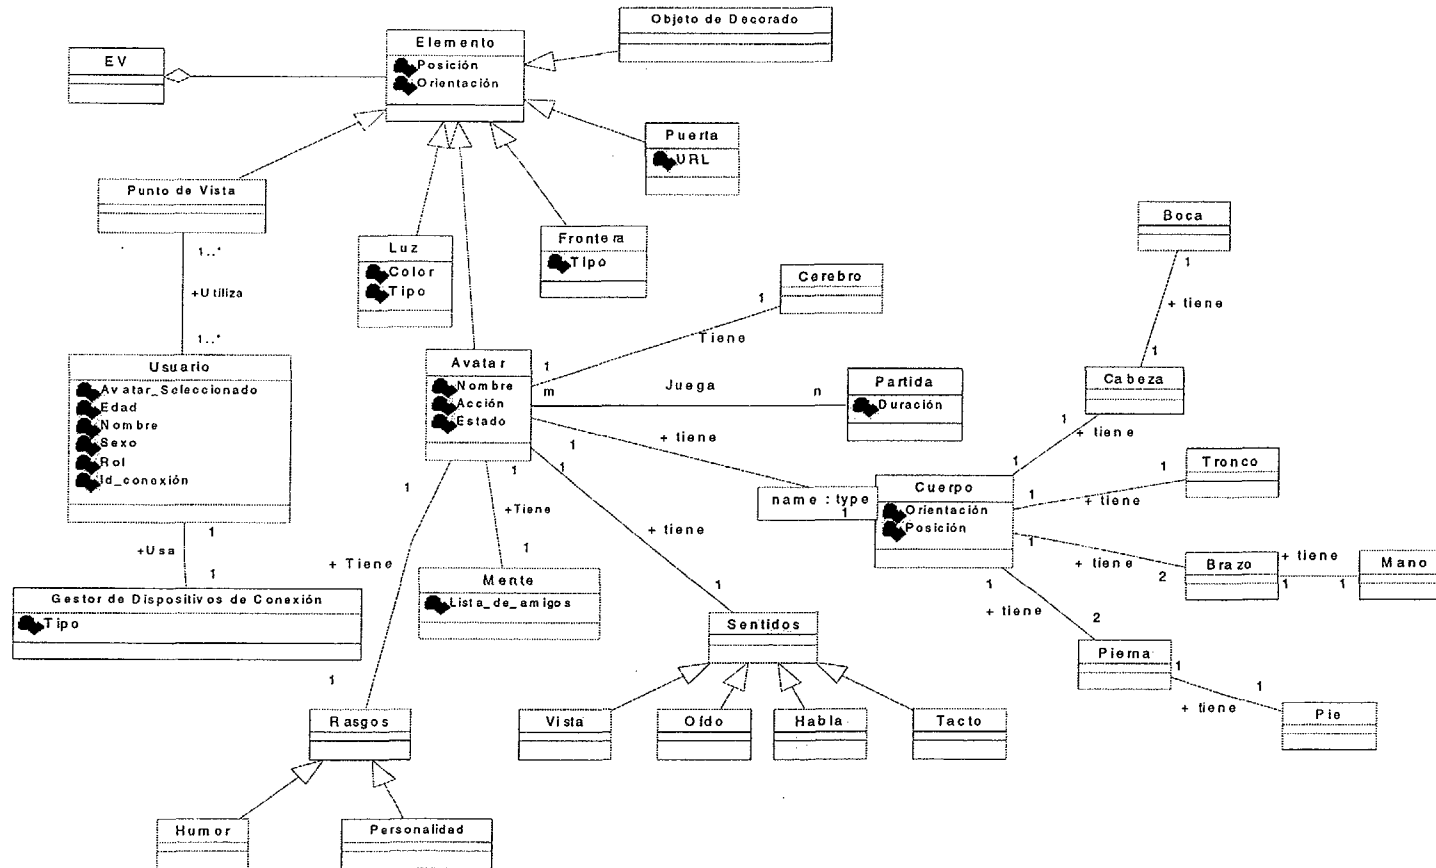 Objeto de Decorado
Elemento
Posición
Orientación
EV
Puerta
URL
Punto de Vista
Boca
1
+ tiene
1
Luz
Color
Tipo
Frontera
Tipo
Cerebro
1
Tiene
1
1..*
+Utiliza
1..*
Usuario
Avatar_Seleccionado
Edad
Nombre
Sexo
Rol
Id_conexión
Avatar
Nombre
Acción
Estado
m
Juega
n
Partida
Duración
Cabeza
1
+ tiene
1
+ tiene
1
1
name : type
1
Cuerpo
Orientación
Posición
Tronco
1
+ tiene
1
1
+ tiene
2
Brazo
+ tiene
1
1
Mano
1
+ tiene
2
Pierna
1
1
+ tiene
Pie
1
+Usa
1
Gestor de Dispositivos de Conexión
Tipo
1
+ Tiene
1
1
+Tiene
1
Mente
Lista_de_amigos
+ tiene
1
Sentidos
Vista
Oído
Habla
Tacto
Rasgos
Humor
Personalidad